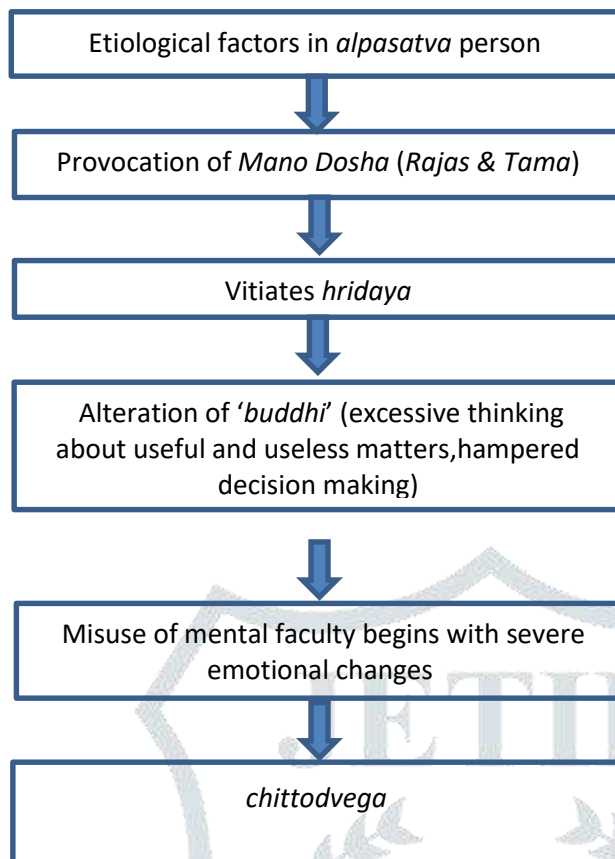 Etiological factors in alpasatva person
Provocation of Mano Dosha (Rajas & Tama)
Vitiates hridaya
Alteration of ‘buddhi’ (excessive thinking
about useful and useless matters,hampered
decision making)
Misuse of mental faculty begins with severe
emotional changes
JETI
chittodvega